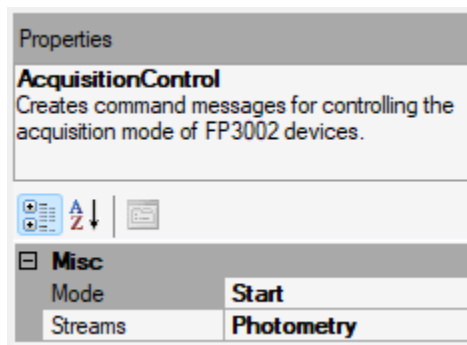 Properties
AcquisitionControl
Creates command messages for controlling the
acquisition mode of FP3002 devices.
A
Z
Misc
Mode Start
Streams Photometry